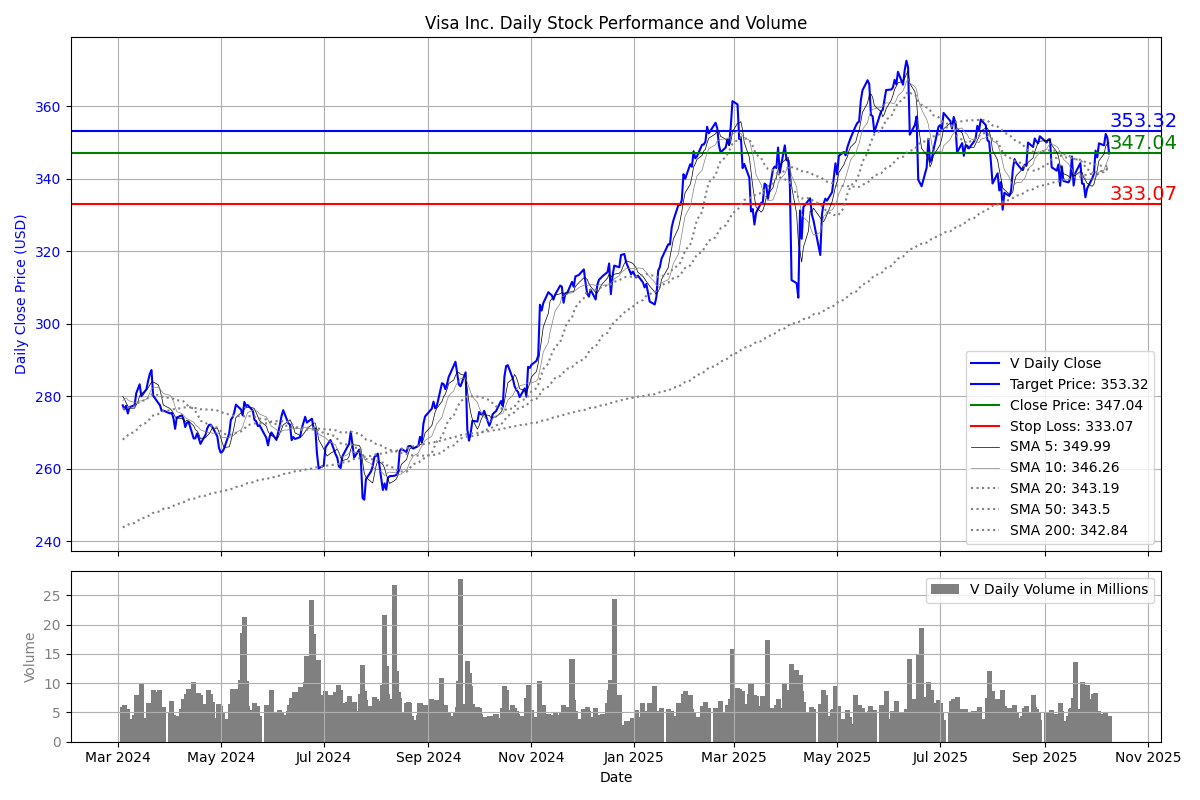 Visa Inc. Daily Stock Performance and Volume
Daily Close Price (USD)
360
340
320
300
280
260
240
353.32
347.04
333.07
V Daily Close
Target Price: 353.32
Close Price: 347.04
Stop Loss: 333.07
SMA 5: 349.99
SMA 10: 346.26
SMA 20: 343.19
SMA 50: 343.5
SMA 200: 342.84
Volume
25
20
15
10
5
0
V Daily Volume in Millions
Mar 2024 May 2024 Jul 2024 Sep 2024 Nov 2024 Jan 2025 Mar 2025 May 2025 Jul 2025 Sep 2025 Nov 2025
Date